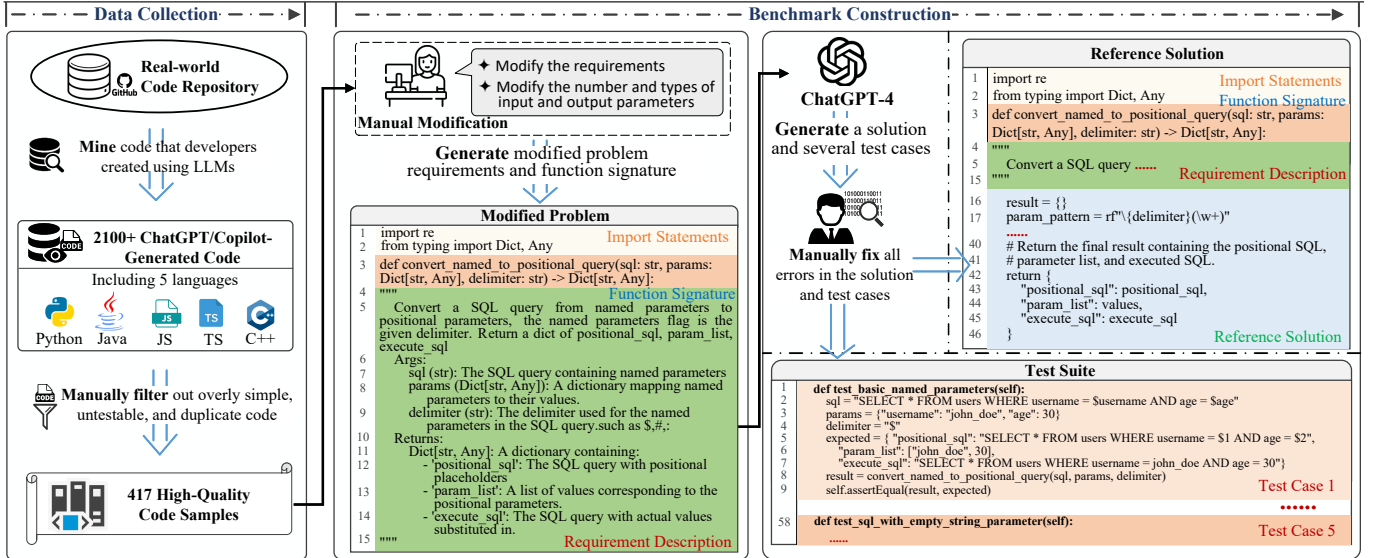 Data Collection
Benchmark Construction
Real-world
Code Repository
GitHub
Mine code that developers
created using LLMs
CODE
2100+ ChatGPT/Copilot-
Generated Code
Including 5 languages
JS
TS
Python
Java
JS
TS
C++
CODE
Manually filter out overly simple,
untestable, and duplicate code
417 High-Quality
Code Samples
✦ Modify the requirements
✦ Modify the number and types of
input and output parameters
Manual Modification
Generate modified problem
requirements and function signature
Modified Problem
1 import re
2 from typing import Dict, Any
Import Statements
3 def convert_named_to_positional_query(sql: str, params:
Dict[str, Any], delimiter: str) -> Dict[str, Any]:
4 """
Function Signature
5 Convert a SQL query from named parameters to
positional parameters, the named parameters flag is the
given delimiter. Return a dict of positional_sql, param_list,
execute_sql
6 Args:
7 sql (str): The SQL query containing named parameters
8 params (Dict[str, Any]): A dictionary mapping named
parameters to their values.
9 delimiter (str): The delimiter used for the named
parameters in the SQL query.such as $,#,:
10 Returns:
11 Dict[str, Any]: A dictionary containing:
12 - 'positional_sql': The SQL query with positional
placeholders
13 - 'param_list': A list of values corresponding to the
positional parameters.
14 - 'execute_sql': The SQL query with actual values
substituted in.
15 """
Requirement Description
ChatGPT-4
Generate a solution
and several test cases
Manually fix all
errors in the solution
and test cases
Reference Solution
1 import re
2 from typing import Dict, Any
Import Statements
Function Signature
3 def convert_named_to_positional_query(sql: str, params:
Dict[str, Any], delimiter: str) -> Dict[str, Any]:
4 """
5 Convert a SQL query ......
15 """
Requirement Description
16 result = {}
17 param_pattern = rf"\{delimiter}(\w+)"
......
40 # Return the final result containing the positional SQL,
41 # parameter list, and executed SQL.
42 return {
43 "positional_sql": positional_sql,
44 "param_list": values,
45 "execute_sql": execute_sql
46 }
Reference Solution
Test Suite
1 def test_basic_named_parameters(self):
2 sql = "SELECT * FROM users WHERE username = $username AND age = $age"
3 params = {"username": "john_doe", "age": 30}
4 delimiter = "$"
5 expected = { "positional_sql": "SELECT * FROM users WHERE username = $1 AND age = $2",
6 "param_list": ["john_doe", 30],
7 "execute_sql": "SELECT * FROM users WHERE username = john_doe AND age = 30"}
8 result = convert_named_to_positional_query(sql, params, delimiter)
9 self.assertEqual(result, expected)
Test Case 1
......
58 def test_sql_with_empty_string_parameter(self):
......
Test Case 5